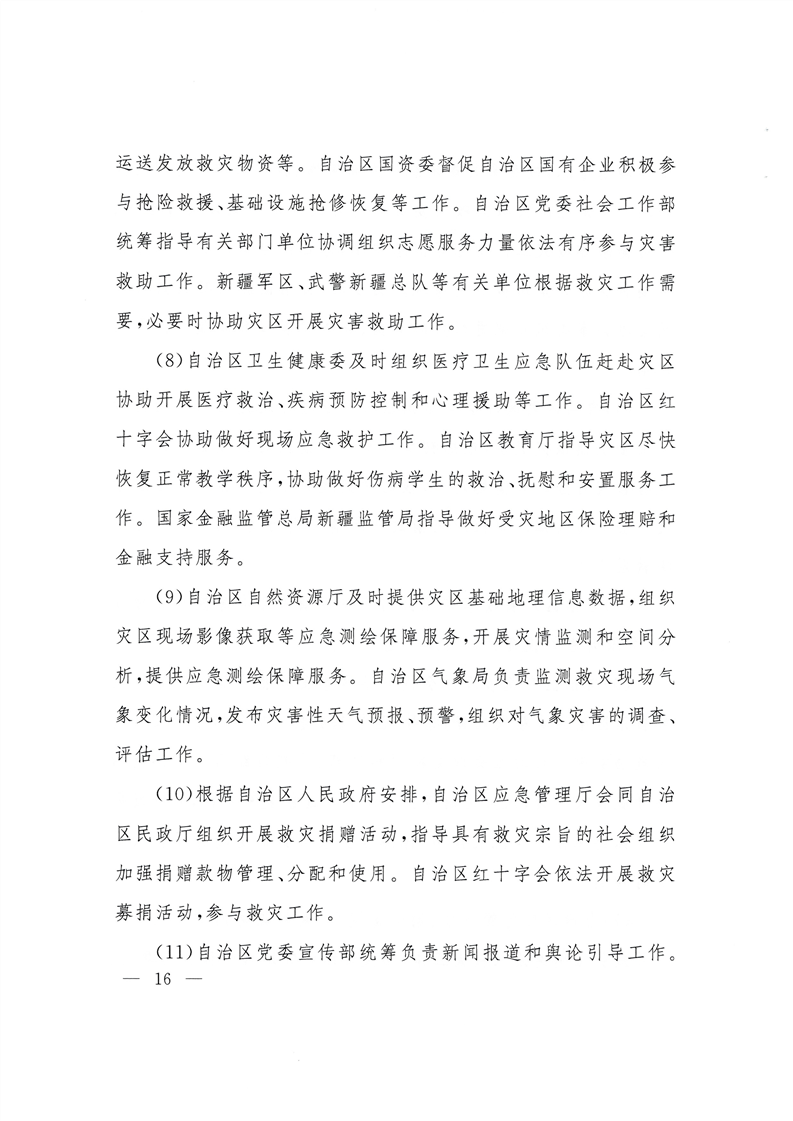 运送发放救灾物资等。自治区国资委督促自治区国有企业积极参
与抢险救援、基础设施抢修恢复等工作。自治区党委社会工作部
统筹指导有关部门单位协调组织志愿服务力量依法有序参与灾害
救助工作。新疆军区、武警新疆总队等有关单位根据救灾工作需
要,必要时协助灾区开展灾害救助工作。
(8)自治区卫生健康委及时组织医疗卫生应急队伍赶赴灾区
协助开展医疗救治、疾病预防控制和心理援助等工作。自治区红
十字会协助做好现场应急救护工作。自治区教育厅指导灾区尽快
恢复正常教学秩序,协助做好伤病学生的救治、抚慰和安置服务工
作。国家金融监管总局新疆监管局指导做好受灾地区保险理赔和
金融支持服务。
(9)自治区自然资源厅及时提供灾区基础地理信息数据,组织
灾区现场影像获取等应急测绘保障服务,开展灾情监测和空间分
析,提供应急测绘保障服务。自治区气象局负责监测救灾现场气
象变化情况,发布灾害性天气预报、预警,组织对气象灾害的调查、
评估工作。
(10)根据自治区人民政府安排,自治区应急管理厅会同自治
区民政厅组织开展救灾捐赠活动,指导具有救灾宗旨的社会组织
加强捐赠款物管理、分配和使用。自治区红十字会依法开展救灾
募捐活动,参与救灾工作。
(11)自治区党委宣传部统筹负责新闻报道和舆论引导工作。
— 16 —